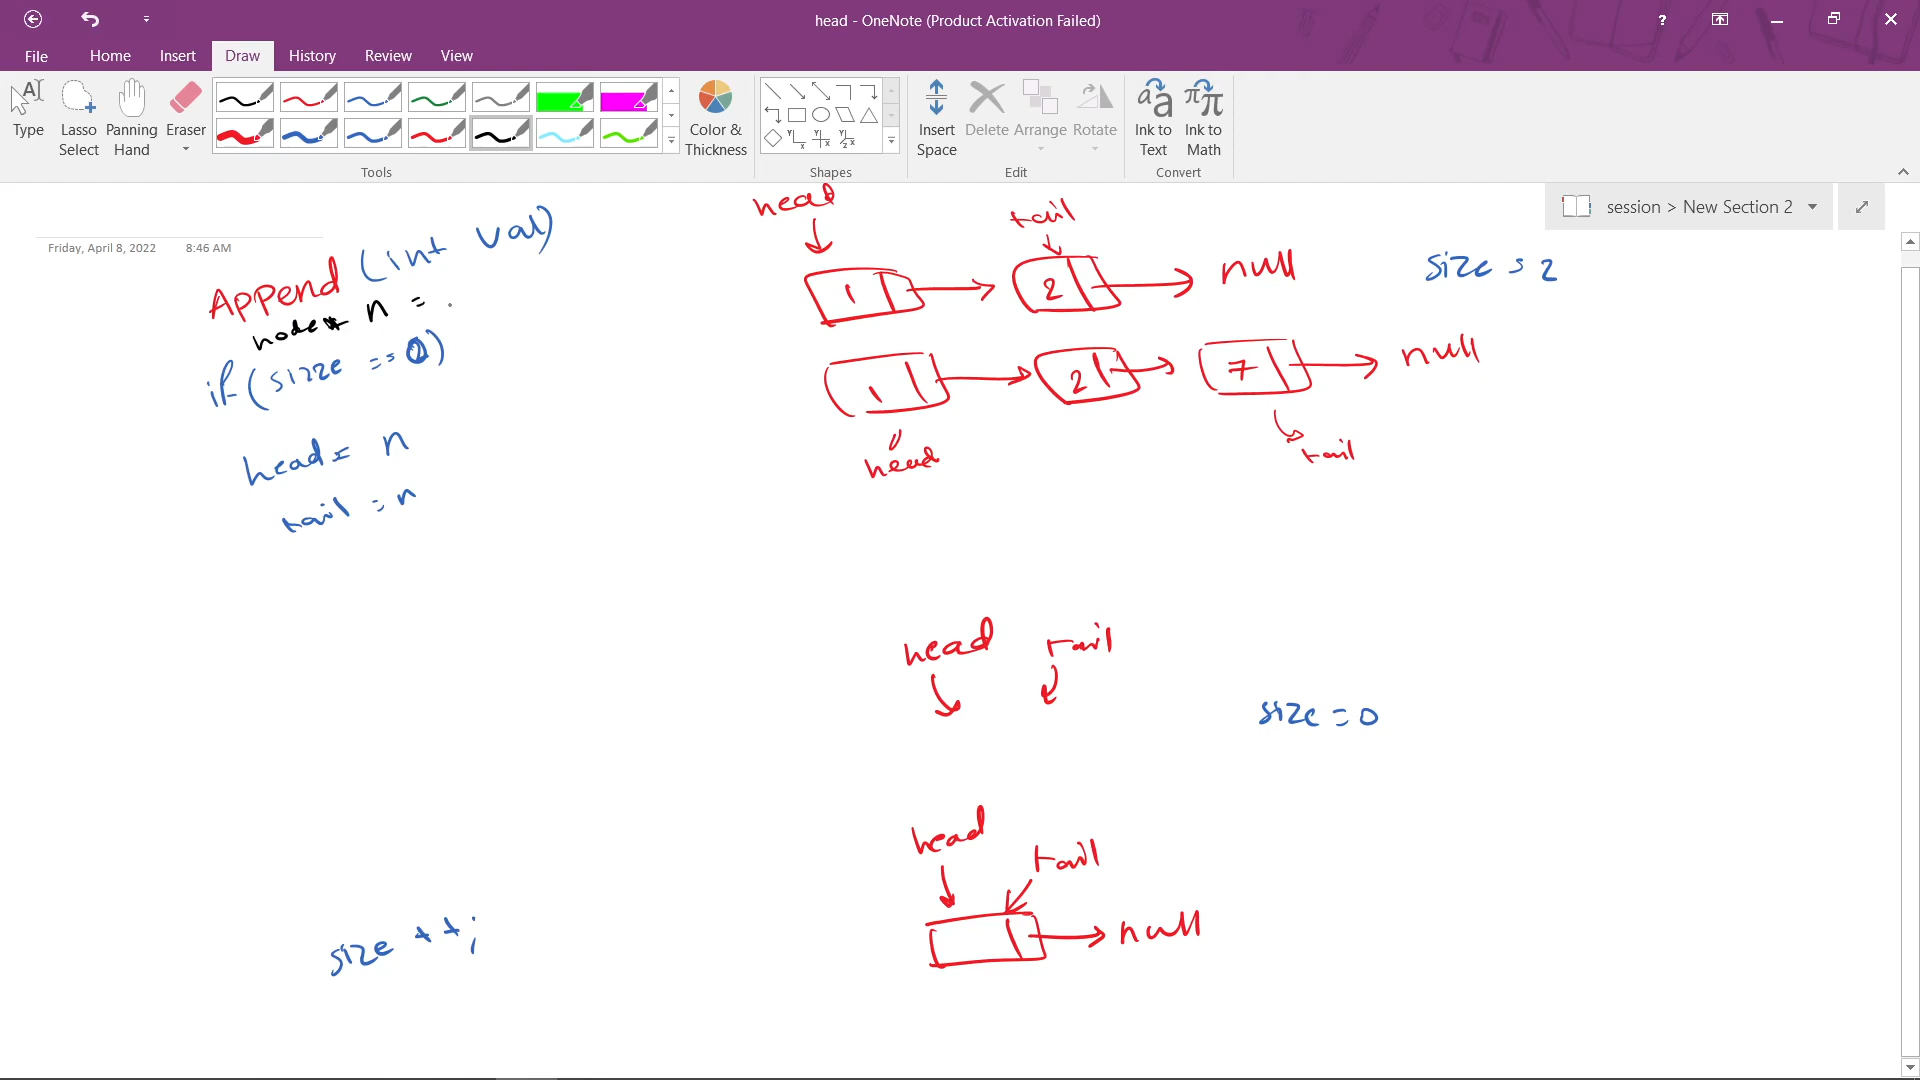 head - OneNote (Product Activation Failed)
?
File Home Insert Draw History Review View
Type
Lasso Select
Panning Hand
Eraser
Color & Thickness
Insert Space
Delete
Arrange
Rotate
Ink to Text
Ink to Math
Tools
Shapes
Edit
Convert
session > New Section 2
Friday, April 8, 2022 8:46 AM
Append (int val)
node* n =
if (sizze == 0)
head = n
tail = n
size ++;
head
tail
1 2 null
size = 2
1 2 7 null
head
tail
head tail
size = 0
head
tail
null